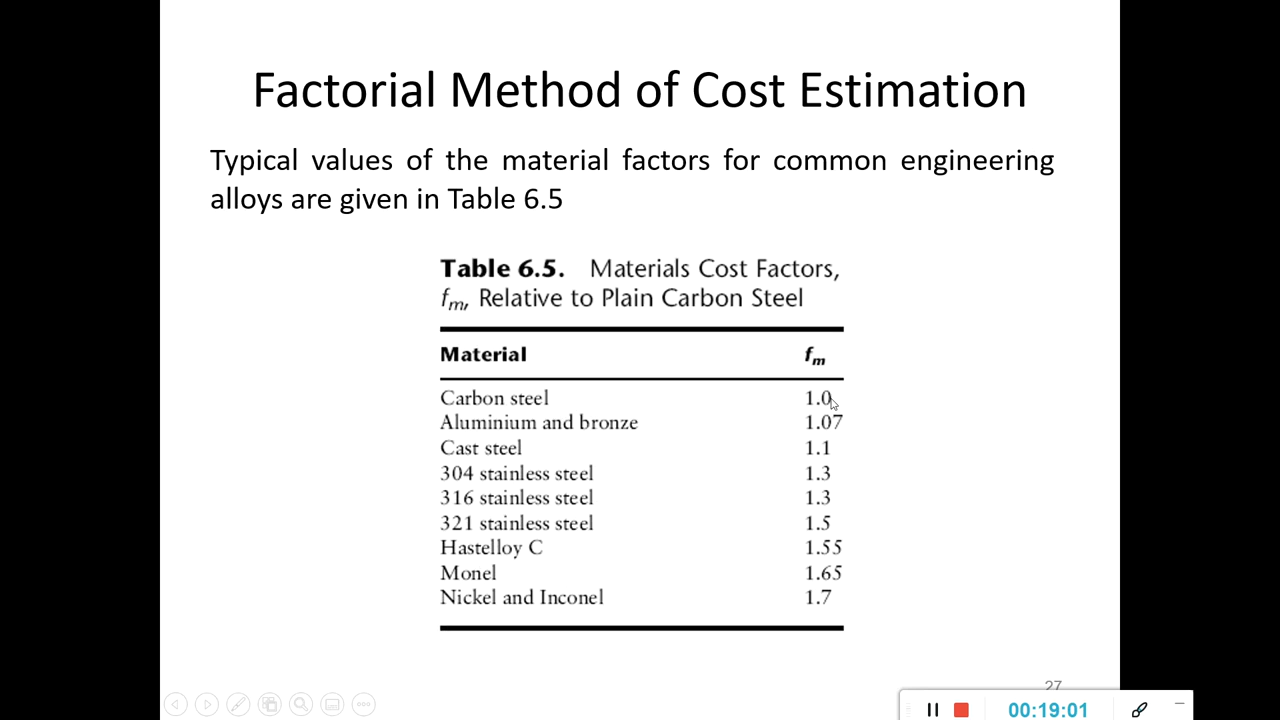 Factorial Method of Cost Estimation
Typical values of the material factors for common engineering
alloys are given in Table 6.5
Table 6.5. Materials Cost Factors,
fm, Relative to Plain Carbon Steel
Material fm
Carbon steel 1.0
Aluminium and bronze 1.07
Cast steel 1.1
304 stainless steel 1.3
316 stainless steel 1.3
321 stainless steel 1.5
Hastelloy C 1.55
Monel 1.65
Nickel and Inconel 1.7
27
00:19:01